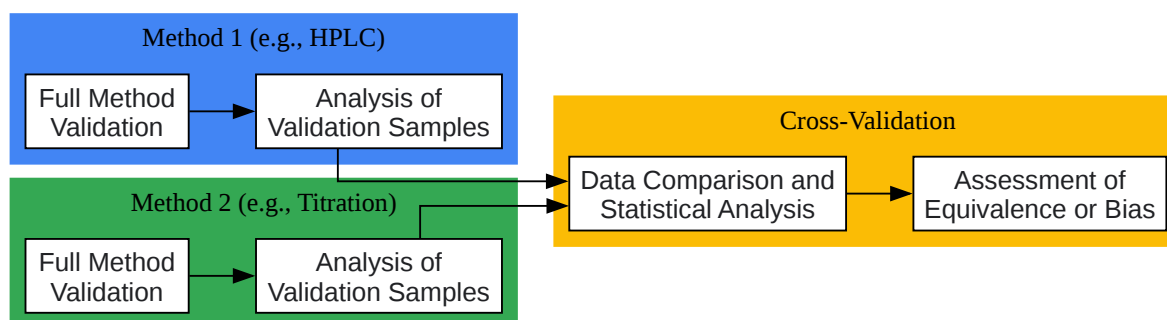 Method 1 (e.g., HPLC)
Full Method
Validation
Analysis of
Validation Samples
Method 2 (e.g., Titration)
Full Method
Validation
Analysis of
Validation Samples
Cross-Validation
Data Comparison and
Statistical Analysis
Assessment of
Equivalence or Bias